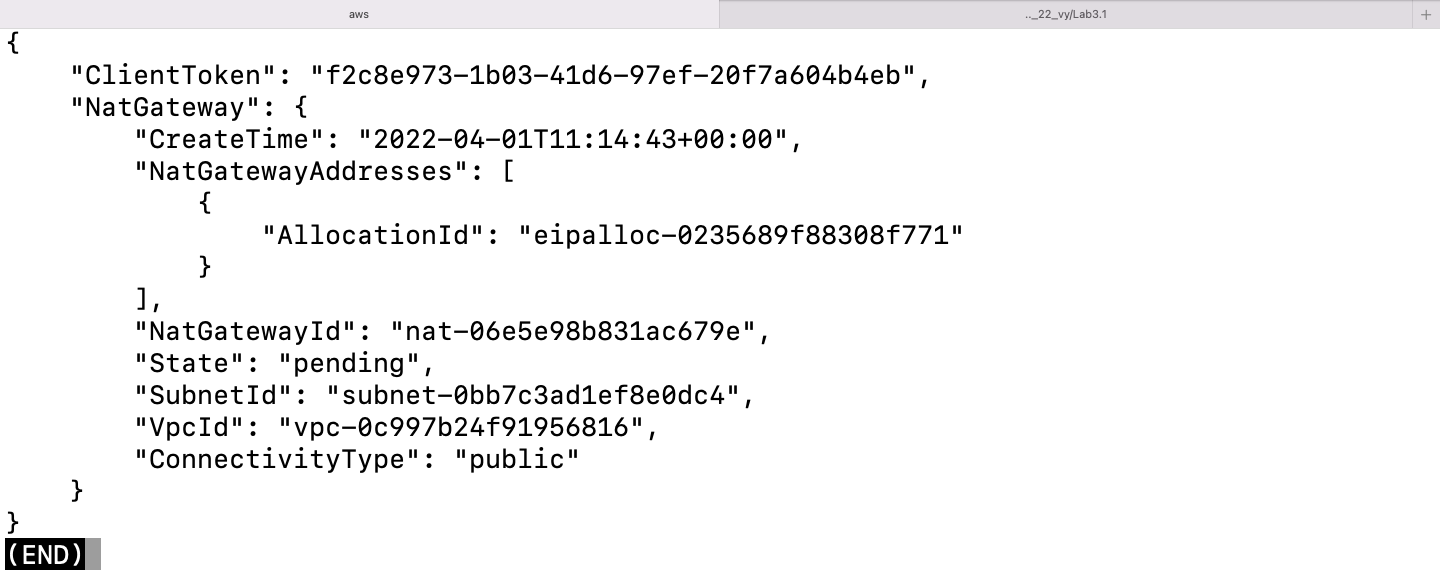 aws
.._22_vy/Lab3.1
+
{
    "ClientToken": "f2c8e973-1b03-41d6-97ef-20f7a604b4eb",
    "NatGateway": {
        "CreateTime": "2022-04-01T11:14:43+00:00",
        "NatGatewayAddresses": [
            {
                "AllocationId": "eipalloc-0235689f88308f771"
            }
        ],
        "NatGatewayId": "nat-06e5e98b831ac679e",
        "State": "pending",
        "SubnetId": "subnet-0bb7c3ad1ef8e0dc4",
        "VpcId": "vpc-0c997b24f91956816",
        "ConnectivityType": "public"
    }
}
(END)